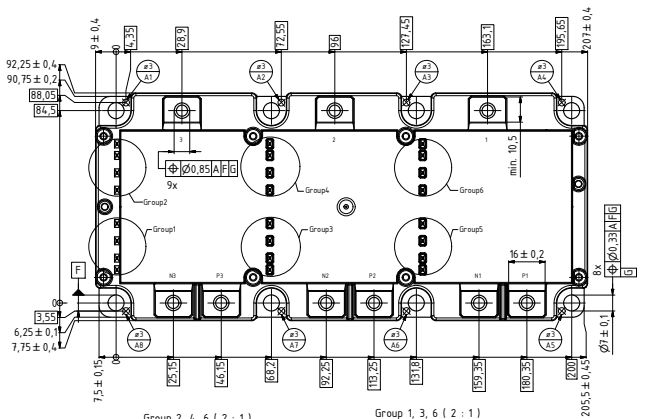 9 ± 0,4
0
4,35
28,9
72,55
96
127,45
163,1
195,65
207 ± 0,4
92,25 ± 0,4
90,75 ± 0,2
88,05
84,5
ø3
A1
ø3
A2
ø3
A3
ø3
A4
3
2
1
Ø0,85 A F G
9x
min. 10,5
Group2
Group4
Group6
Group1
Group3
Group5
F
N3
P3
N2
P2
N1
P1
16 ± 0,2
8x
Ø0,33 A F G
G
0
3,55
6,25 ± 0,1
7,75 ± 0,4
ø3
A8
ø3
A7
ø3
A6
ø3
A5
Ø7 ± 0,1
7,5 ± 0,15
0
25,15
46,15
68,2
92,25
113,25
131,8
159,35
180,35
200
205,5 ± 0,45
Group 2, 4, 6 ( 2 : 1 )
Group 1, 3, 6 ( 2 : 1 )